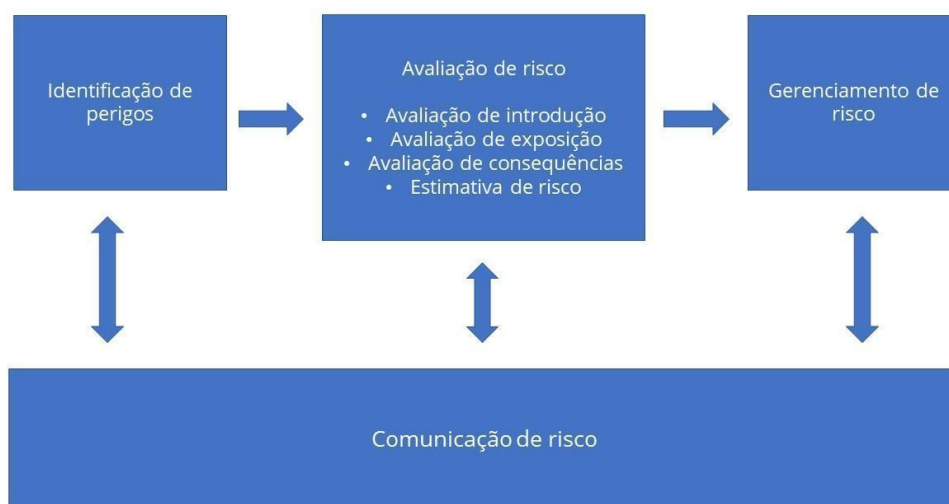 Identificação de
perigos
Avaliação de risco
• Avaliação de introdução
• Avaliação de exposição
• Avaliação de consequências
• Estimativa de risco
Gerenciamento de
risco
Comunicação de risco